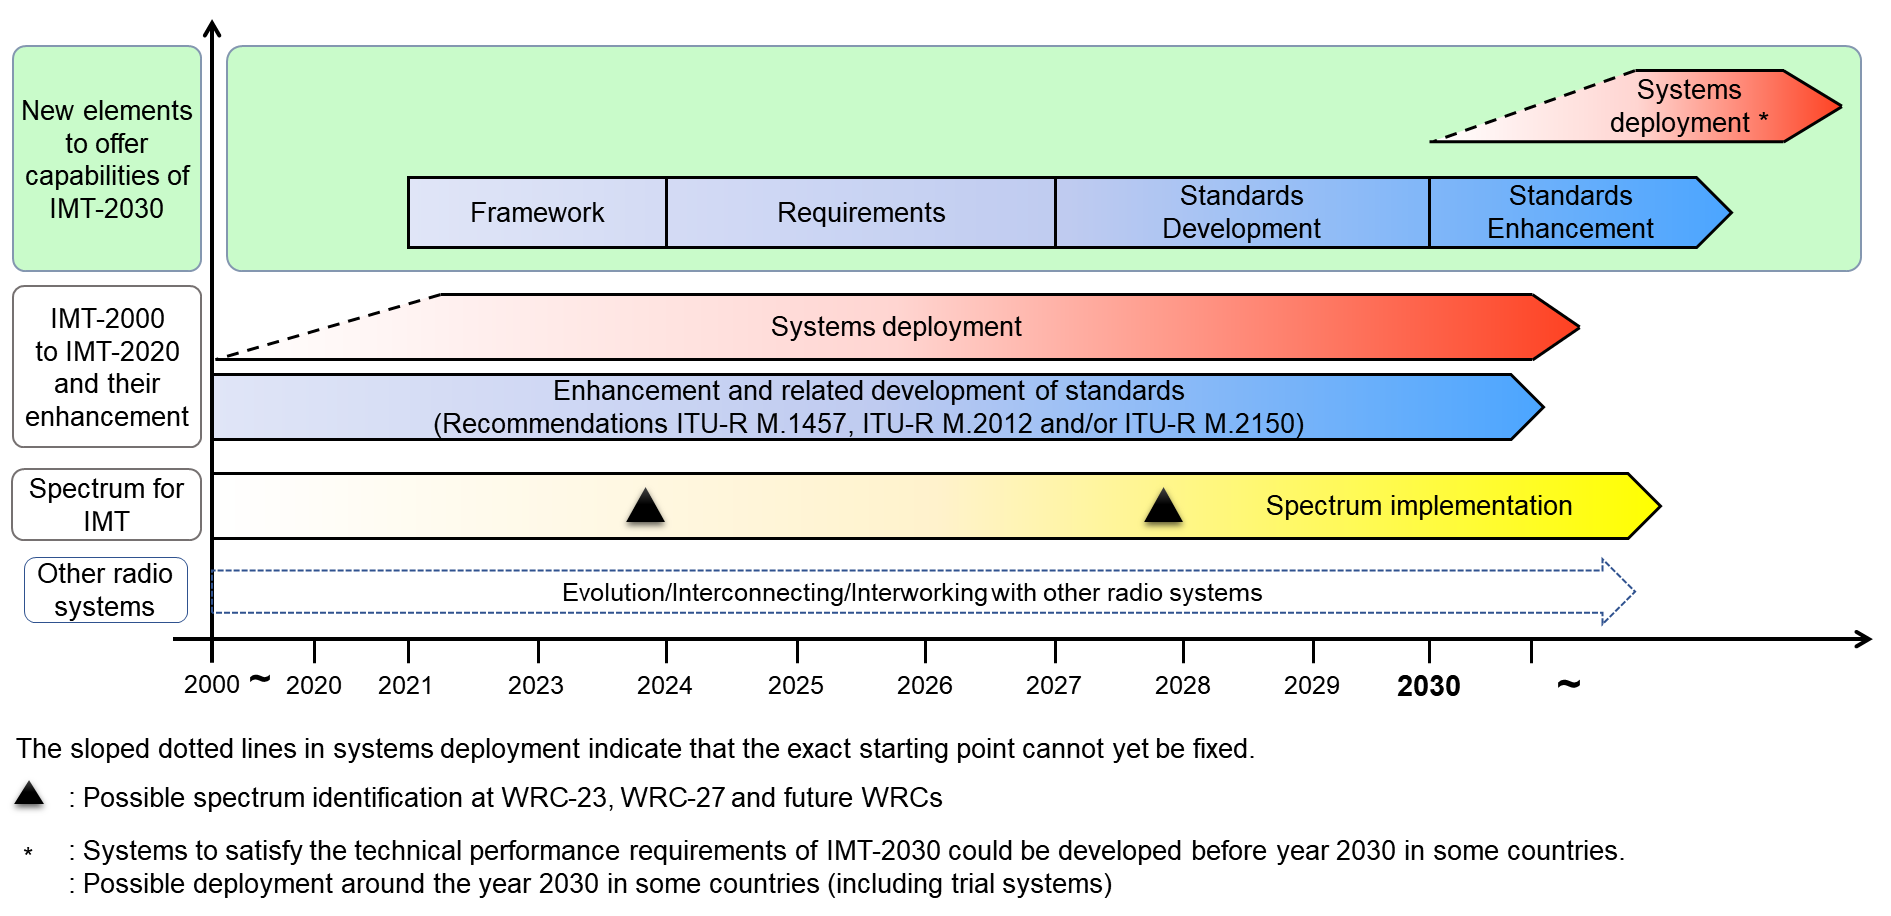 New elements
to offer
capabilities of
IMT-2030
Systems
deployment *
Framework
Requirements
Standards
Development
Standards
Enhancement
IMT-2000
to IMT-2020
and their
enhancement
Systems deployment
Enhancement and related development of standards
(Recommendations ITU-R M.1457, ITU-R M.2012 and/or ITU-R M.2150)
Spectrum for
IMT
Spectrum implementation
Other radio
systems
Evolution/Interconnecting/Interworking with other radio systems
2000 ~ 2020 2021 2023 2024 2025 2026 2027 2028 2029 2030 ~
The sloped dotted lines in systems deployment indicate that the exact starting point cannot yet be fixed.
: Possible spectrum identification at WRC-23, WRC-27 and future WRCs
* : Systems to satisfy the technical performance requirements of IMT-2030 could be developed before year 2030 in some countries.
: Possible deployment around the year 2030 in some countries (including trial systems)